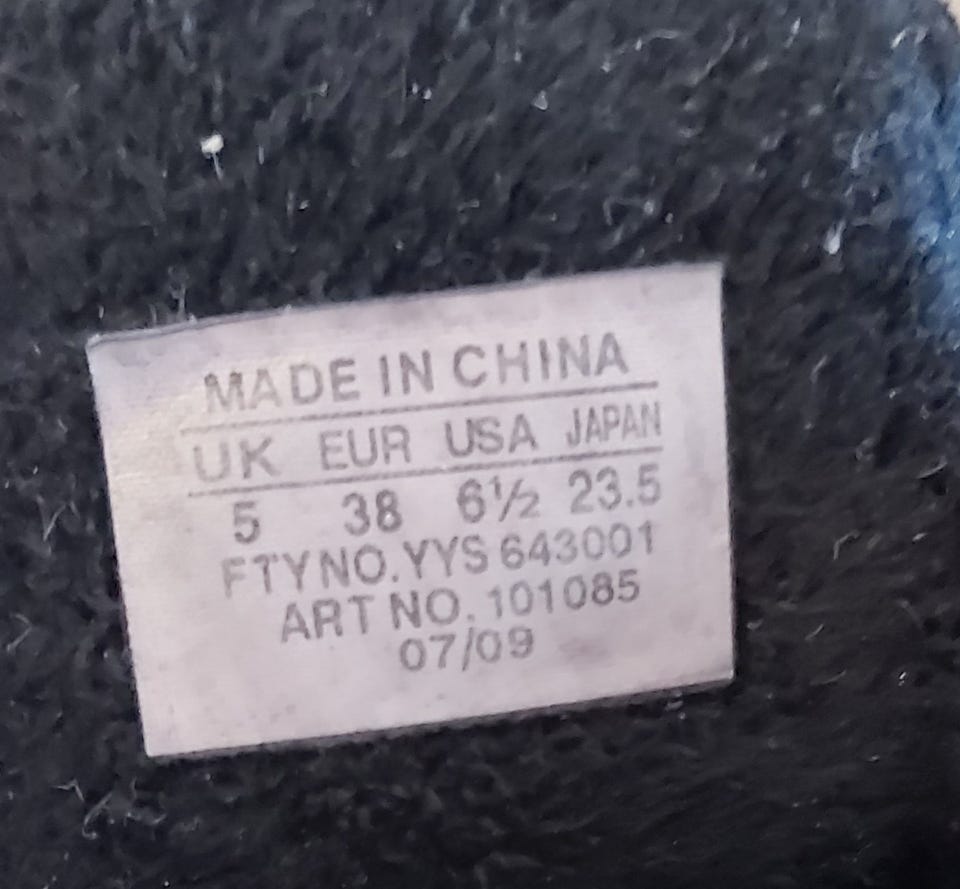 MADE IN CHINA
UK EUR USA JAPAN
5 38 6½ 23.5
FTY NO. YYS 643001
ART NO. 101085
07/09